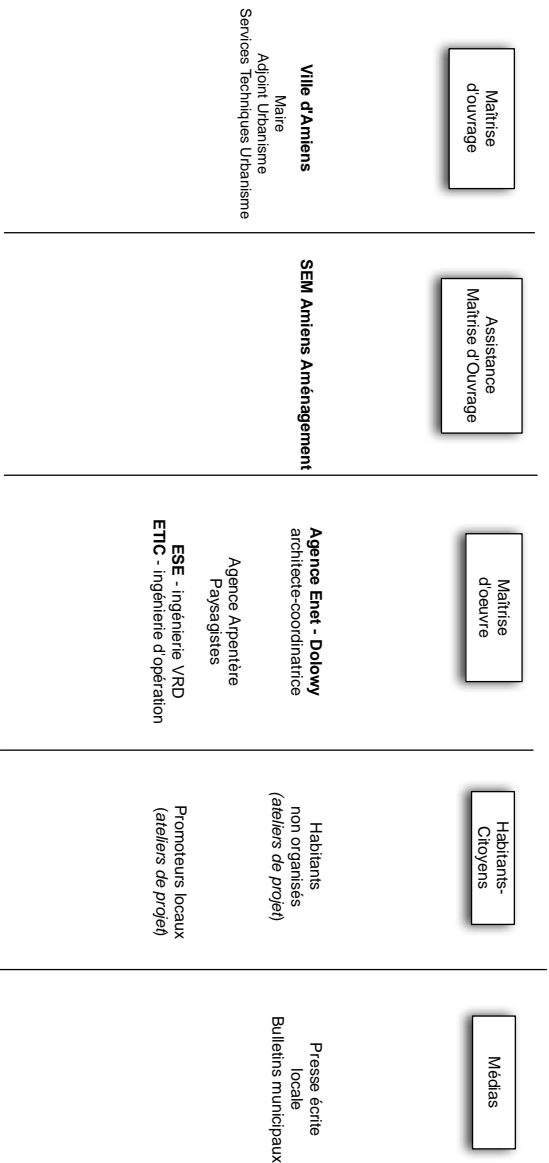 Maîtrise
d'ouvrage
Ville d'Amiens
Maire
Adjoint Urbanisme
Services Techniques Urbanisme
Assistance
Maîtrise d'Ouvrage
SEM Amiens Aménagement
Maîtrise
d'oeuvre
Agence Enet - Dolowy
architecte-coordinatrice
Agence Arpentère
Paysagistes
ESE - ingénierie VRD
ETIC - ingénierie d'opération
Habitants-
Citoyens
Habitants
non organisés
(ateliers de projet)
Promoteurs locaux
(ateliers de projet)
Médias
Presse écrite
locale
Bulletins municipaux